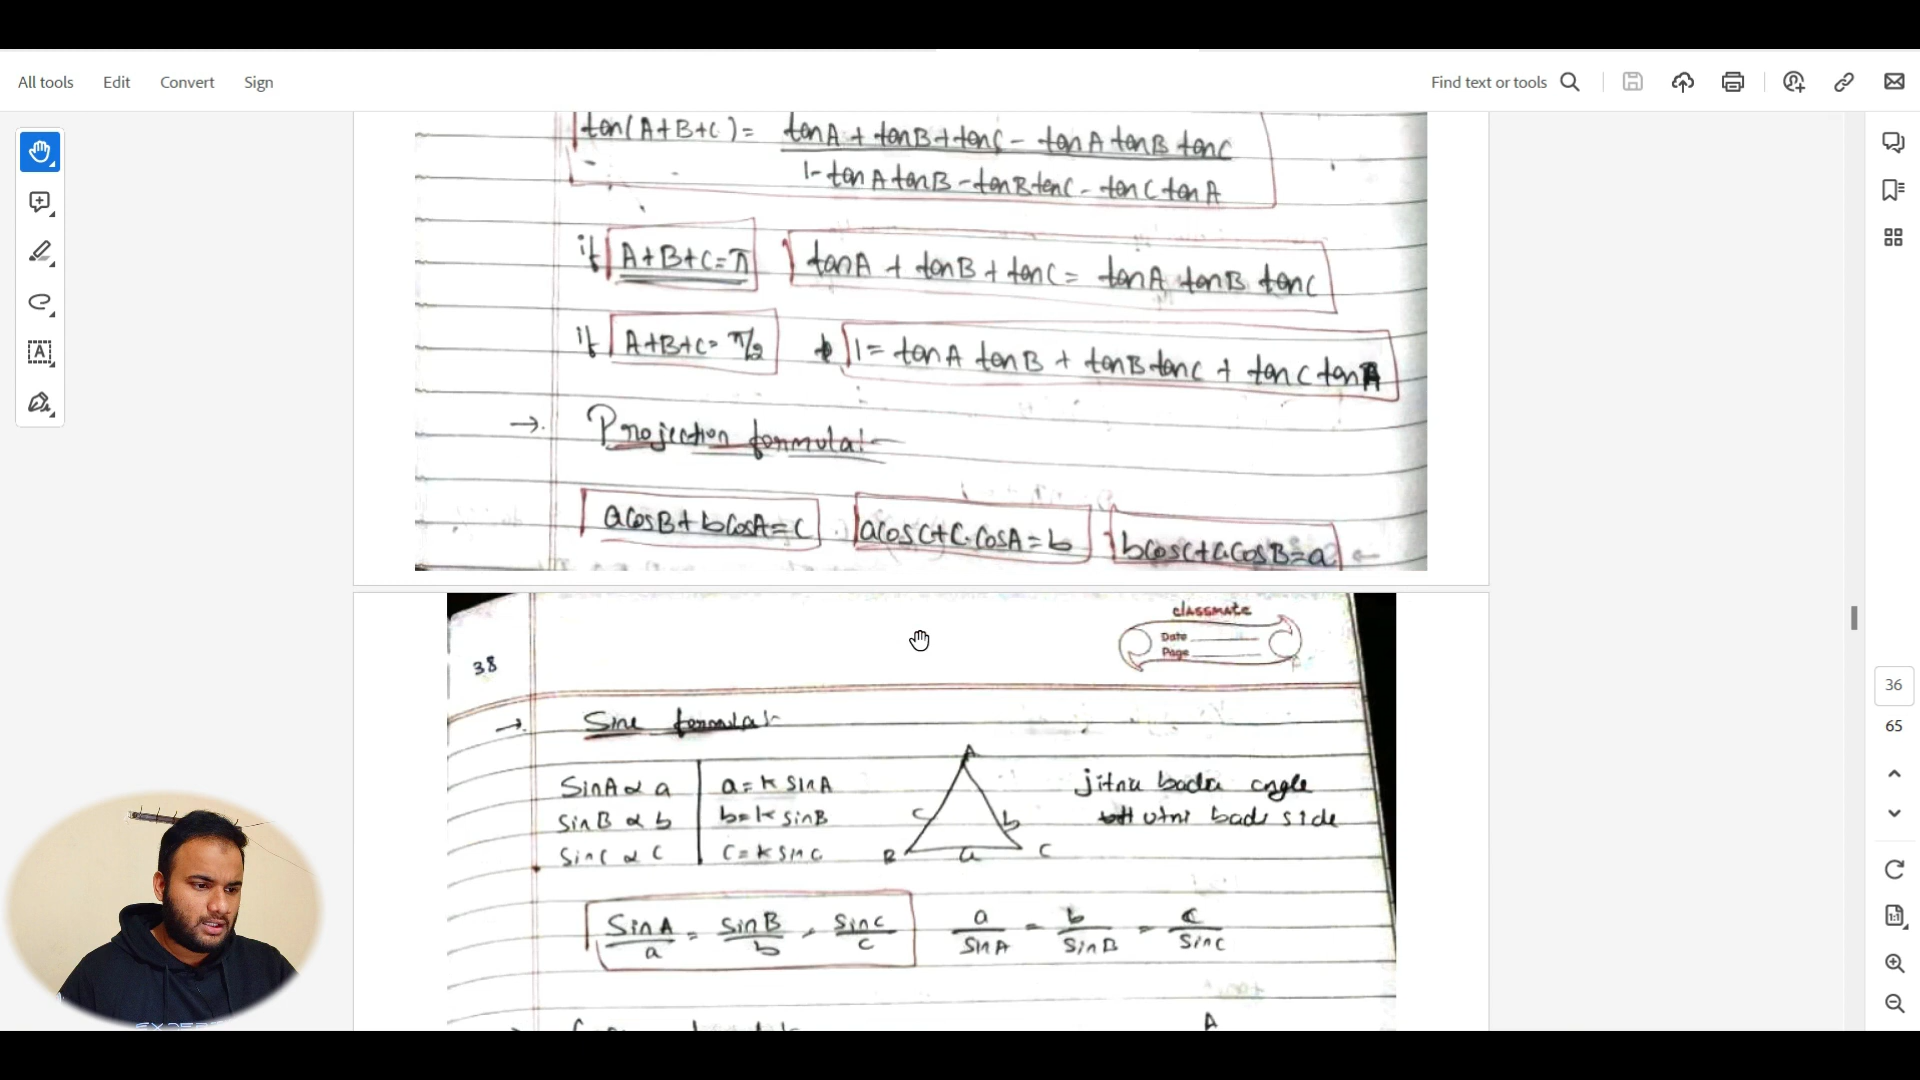 All tools Edit Convert Sign Find text or tools
tan(A+B+C) = tanA + tanB + tanC - tanA tanB tanC
1 - tanA tanB - tanB tanC - tanC tanA
if A+B+C=π tanA + tanB + tanC = tanA tanB tanC
if A+B+C= π/2 1 = tanA tanB + tanB tanC + tanC tanA
→. Projection formula:-
acosB + bcosA = c acosC + c.cosA = b bcosC + c cosB = a
classmate
Date
Page
38
→. Sine formula:-
A
SinA α a a = k sinA jitna bada angle
c b
SinB α b b = k sinB utni badi side
SinC α c c = k sinC B a C
SinA/a = SinB/b = SinC/c a/SinA = b/SinB = c/SinC
A
36
65